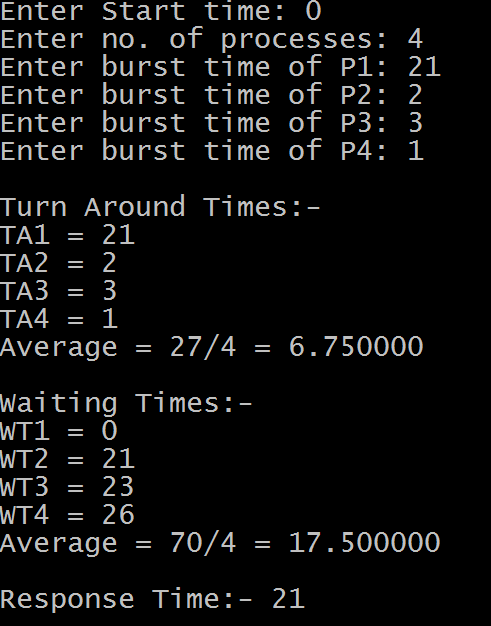 Enter Start time: 0
Enter no. of processes: 4
Enter burst time of P1: 21
Enter burst time of P2: 2
Enter burst time of P3: 3
Enter burst time of P4: 1
Turn Around Times:-
TA1 = 21
TA2 = 2
TA3 = 3
TA4 = 1
Average = 27/4 = 6.750000
Waiting Times:-
WT1 = 0
WT2 = 21
WT3 = 23
WT4 = 26
Average = 70/4 = 17.500000
Response Time:- 21